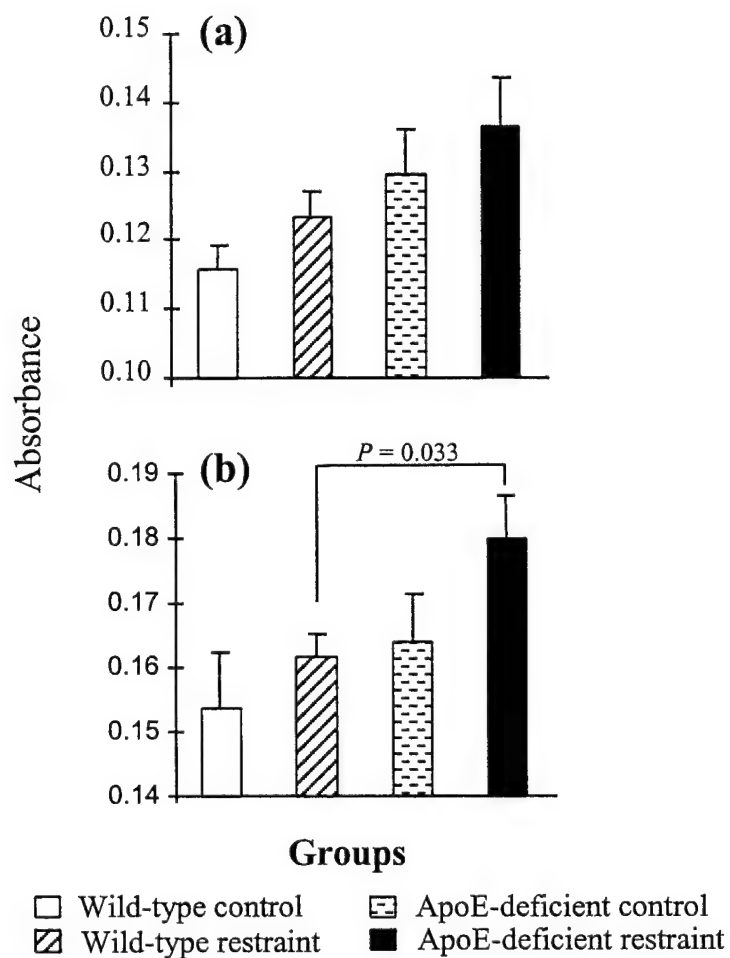 (a)
0.15
0.14
0.13
0.12
0.11
0.10
Absorbance
(b)
P = 0.033
0.19
0.18
0.17
0.16
0.15
0.14
Groups
Wild-type control
ApoE-deficient control
Wild-type restraint
ApoE-deficient restraint